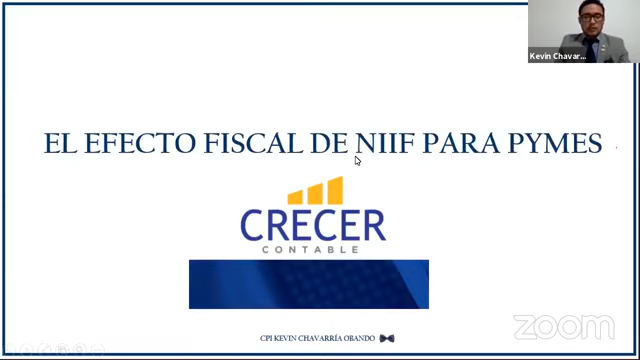 Kevin Chavar...
EL EFECTO FISCAL DE NIIF PARA PYMES
CRECER
CONTABLE
CPI KEVIN CHAVARRÍA OBANDO
zoom